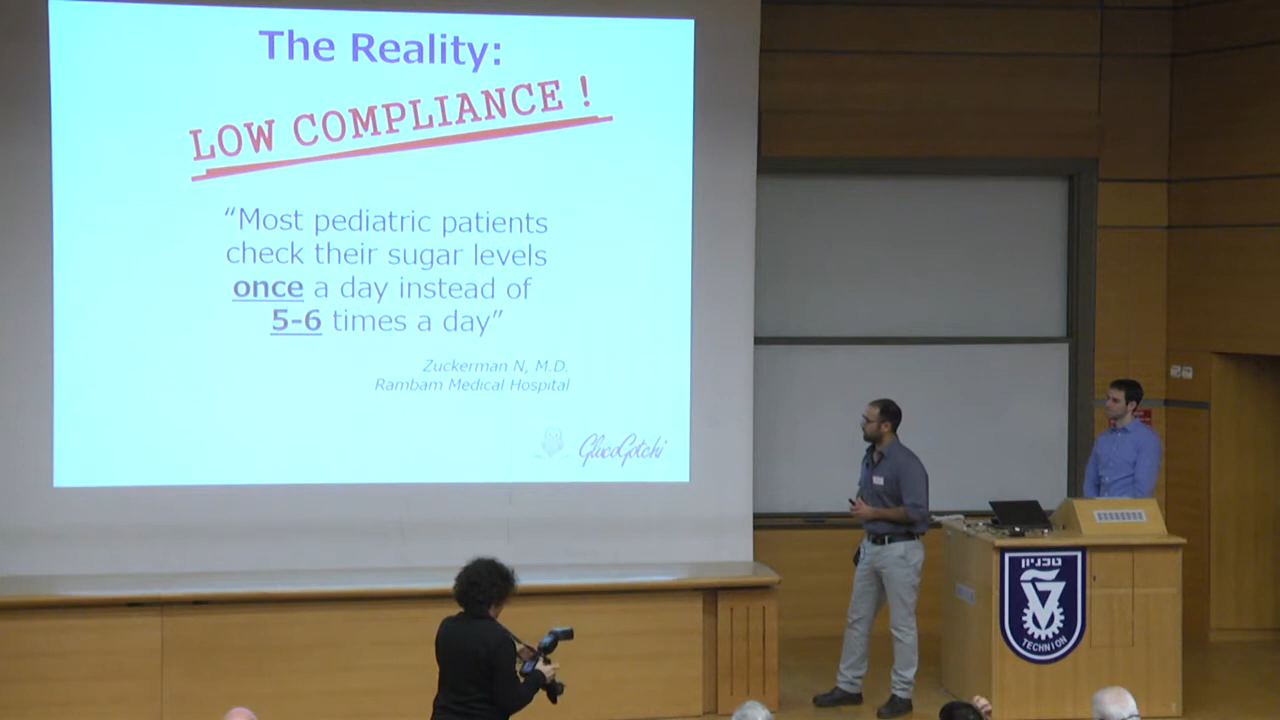 The Reality:
LOW COMPLIANCE !
“Most pediatric patients
check their sugar levels
once a day instead of
5-6 times a day”
Zuckerman N, M.D.
Rambam Medical Hospital
GlucoGotchi
טכניון
TECHNION